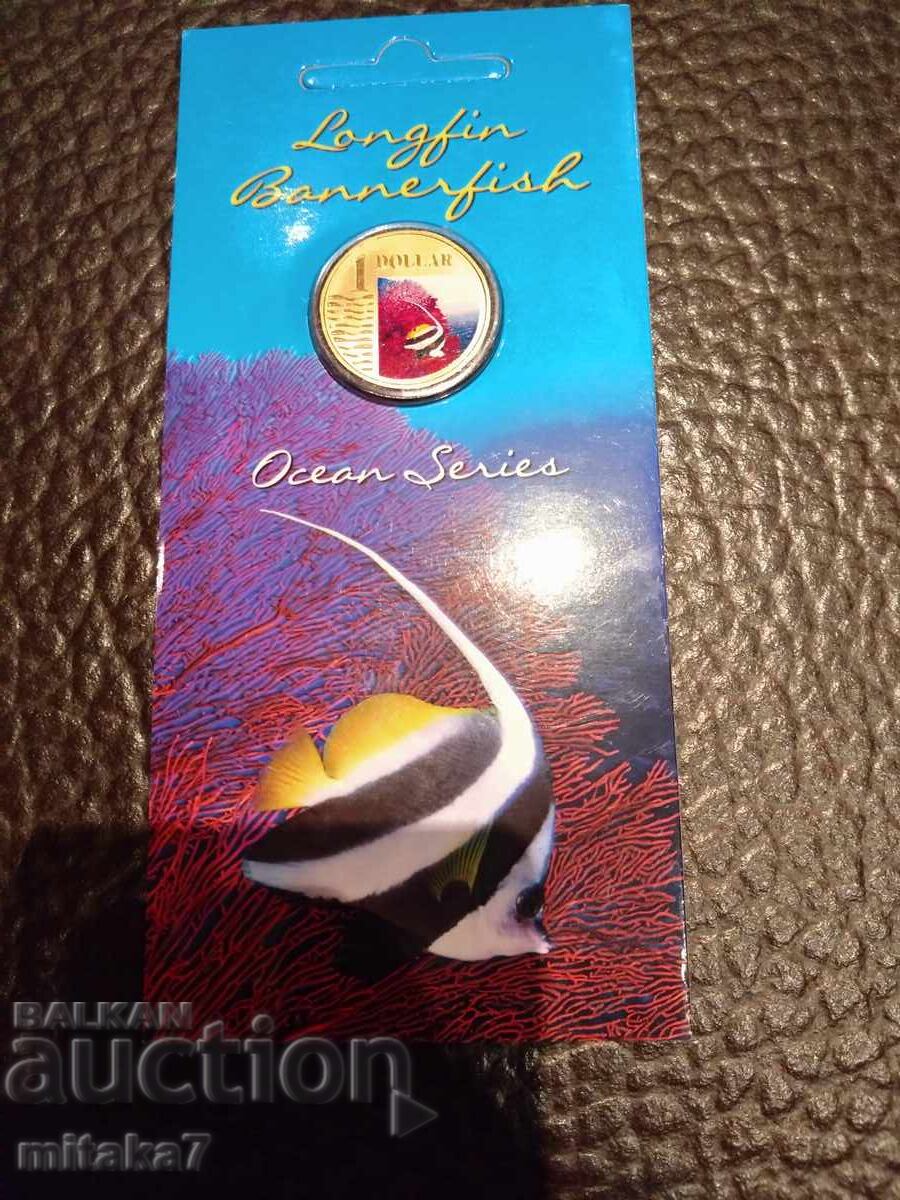 Longfin
Bannerfish
1 DOLLAR
Ocean Series
BALKAN
auction
mitaka7